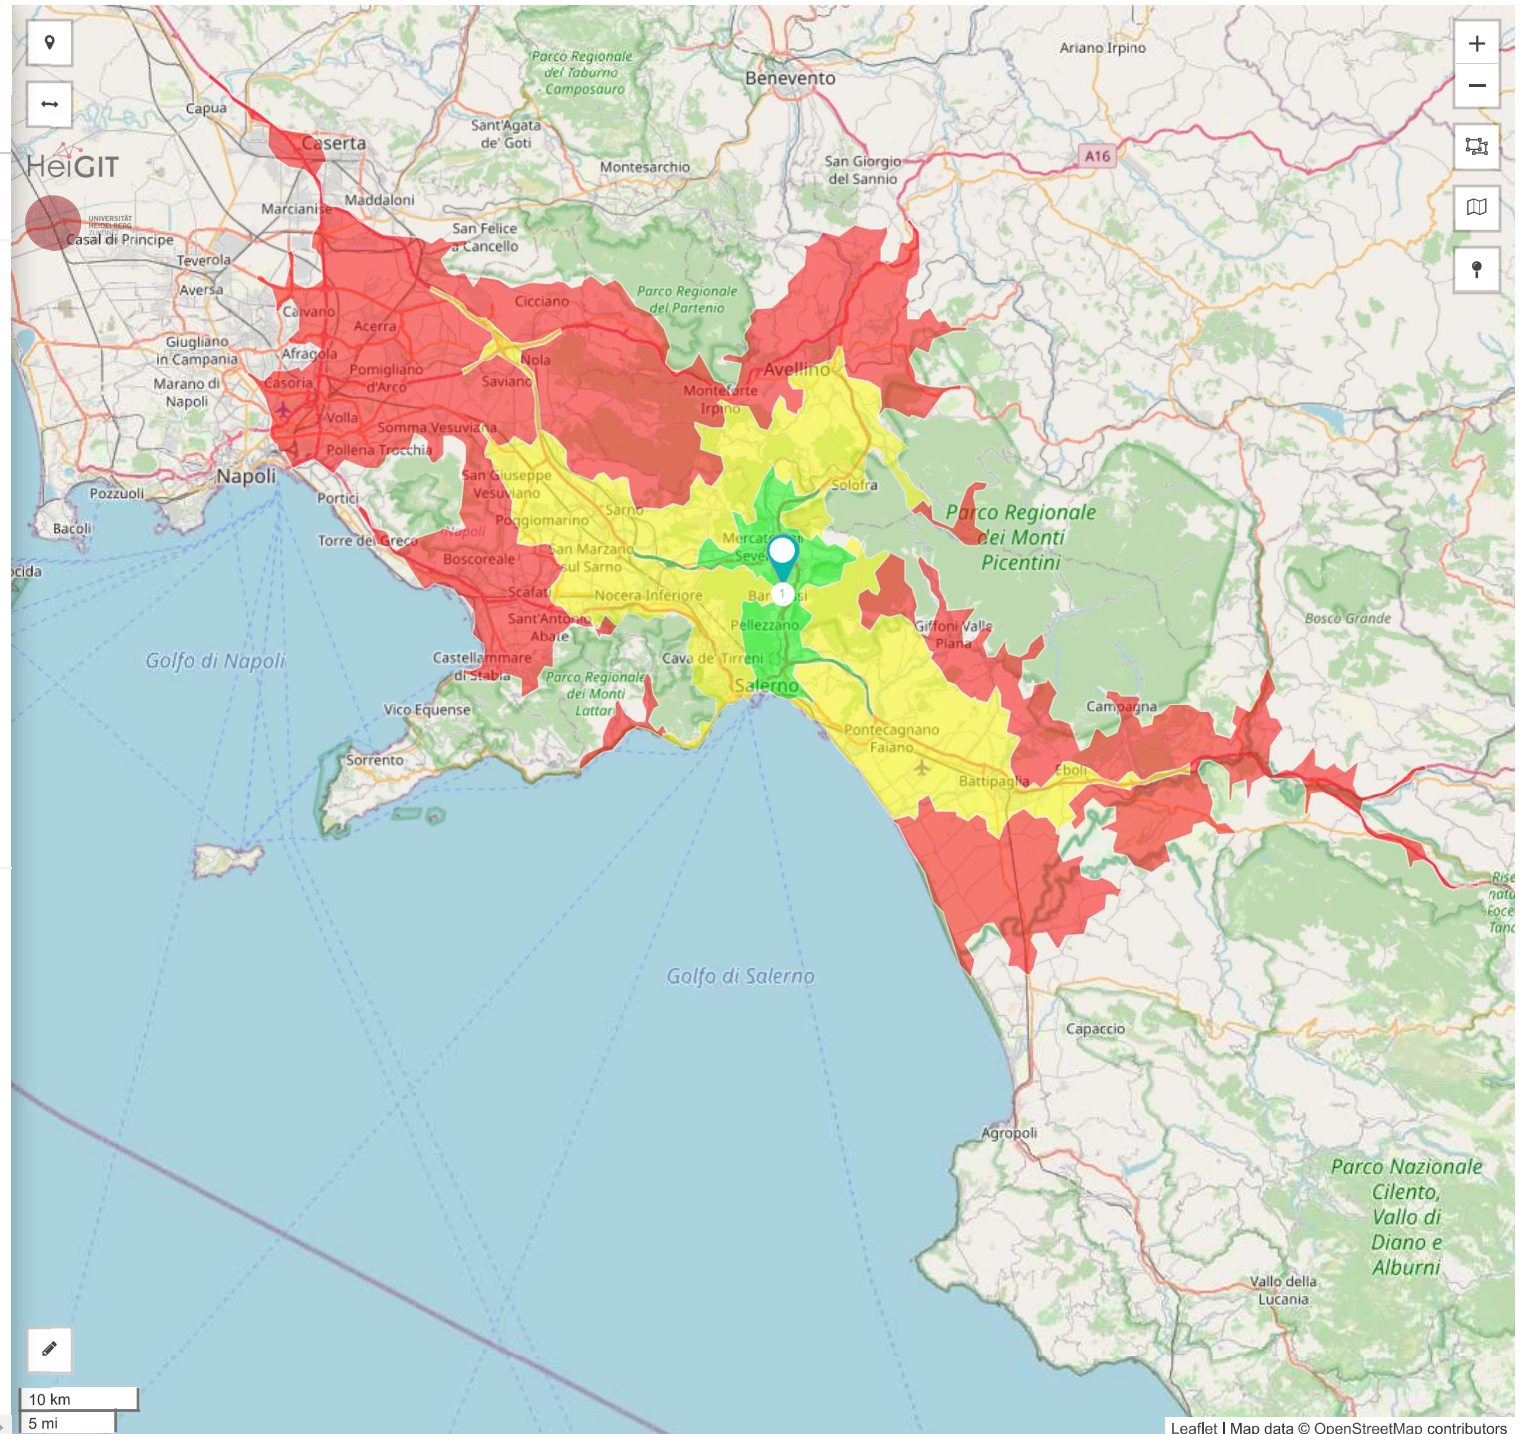 Ariano Irpino
Parco Regionale
del Taburno
Camposauro
Benevento
Capua
Caserta
Sant'Agata
de' Goti
A16
HeiGIT
Montesarchio
San Giorgio
del Sannio
Maddaloni
Marcianise
UNIVERSITÄT
HEIDELBERG
ZUKUNFT
San Felice
a Cancello
Casal di Principe
Teverola
Aversa
Cicciano
Parco Regionale
del Partenio
Caivano
Acerra
Giugliano
in Campania
Afragola
Nola
Pomigliano
d'Arco
Avellino
Marano di
Napoli
Casoria
Saviano
Monteforte
Irpino
Volla
Somma Vesuviana
Pollena Trocchia
Napoli
San Giuseppe
Vesuviano
Solofra
Pozzuoli
Portici
Sarno
Parco Regionale
dei Monti
Picentini
Poggiomarino
Bacoli
Napoli
Torre del Greco
San Marzano
sul Sarno
Boscoreale
Scafati
Nocera Inferiore
1
Sant'Antonio
Abate
Pellezzano
Giffoni Valle
Piana
Bosco Grande
Golfo di Napoli
Castellammare
di Stabia
Cava de' Tirreni
Parco Regionale
dei Monti
Lattari
Salerno
Vico Equense
Campagna
Pontecagnano
Faiano
Sorrento
Eboli
Battipaglia
Golfo di Salerno
Capaccio
Agropoli
Parco Nazionale
Cilento,
Vallo di
Diano e
Alburni
Vallo della
Lucania
10 km
5 mi
Leaflet | Map data © OpenStreetMap contributors